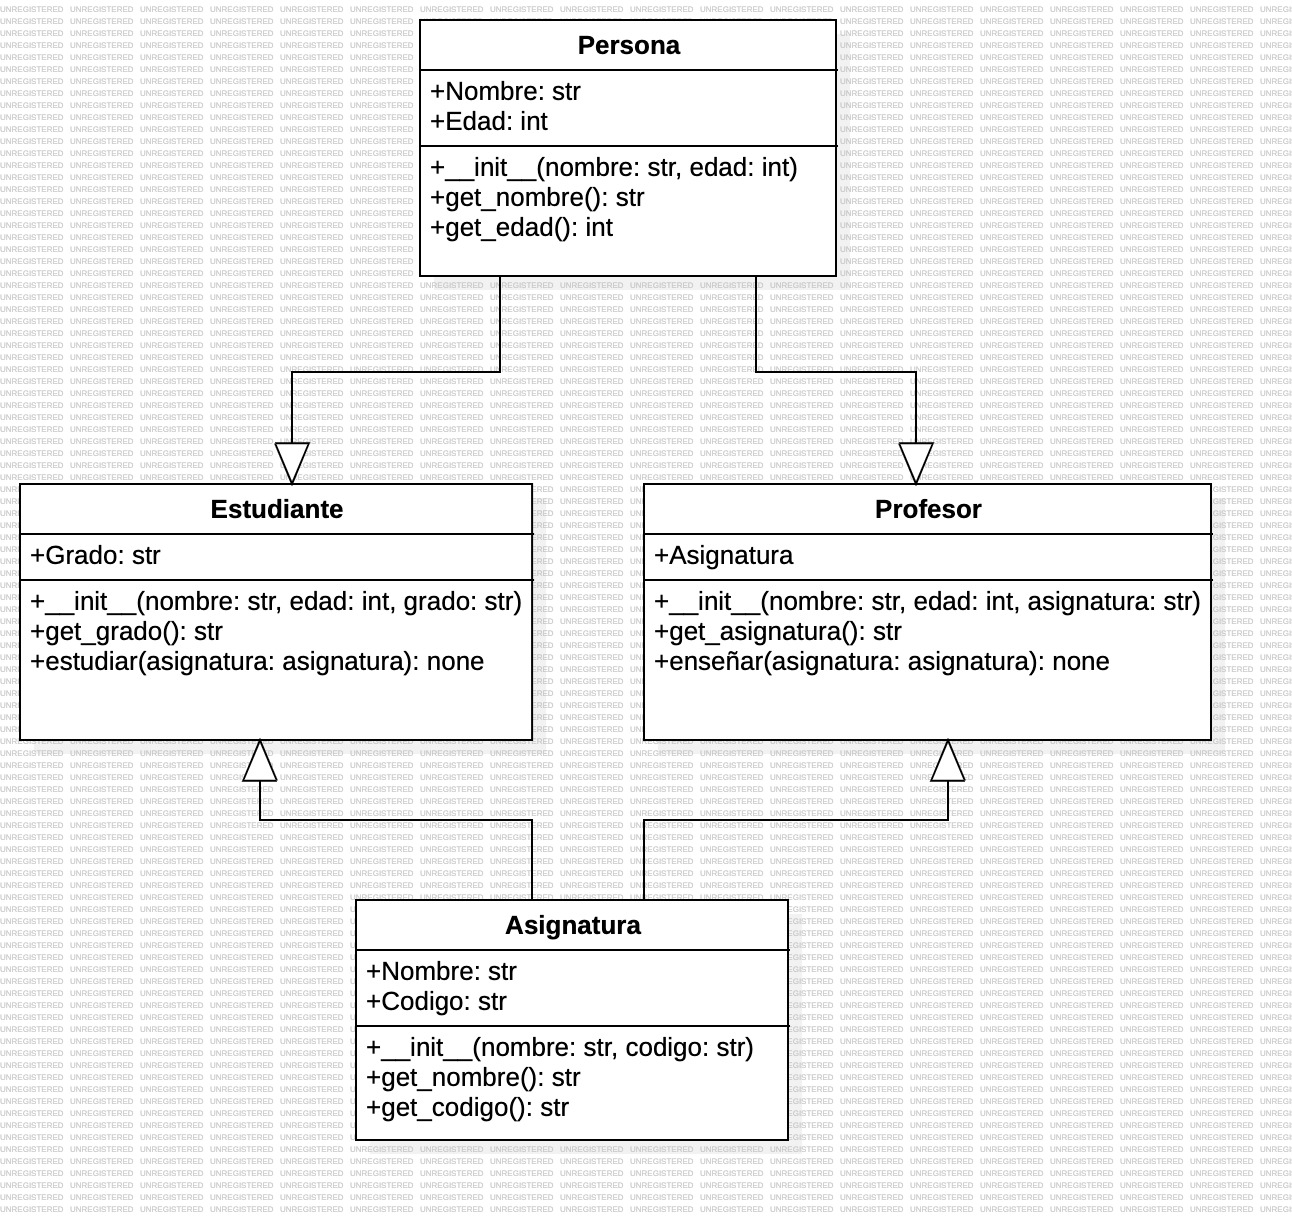 Persona
+Nombre: str
+Edad: int
+__init__(nombre: str, edad: int)
+get_nombre(): str
+get_edad(): int
Estudiante
+Grado: str
+__init__(nombre: str, edad: int, grado: str)
+get_grado(): str
+estudiar(asignatura: asignatura): none
Profesor
+Asignatura
+__init__(nombre: str, edad: int, asignatura: str)
+get_asignatura(): str
+enseñar(asignatura: asignatura): none
Asignatura
+Nombre: str
+Codigo: str
+__init__(nombre: str, codigo: str)
+get_nombre(): str
+get_codigo(): str
UNREGISTERED